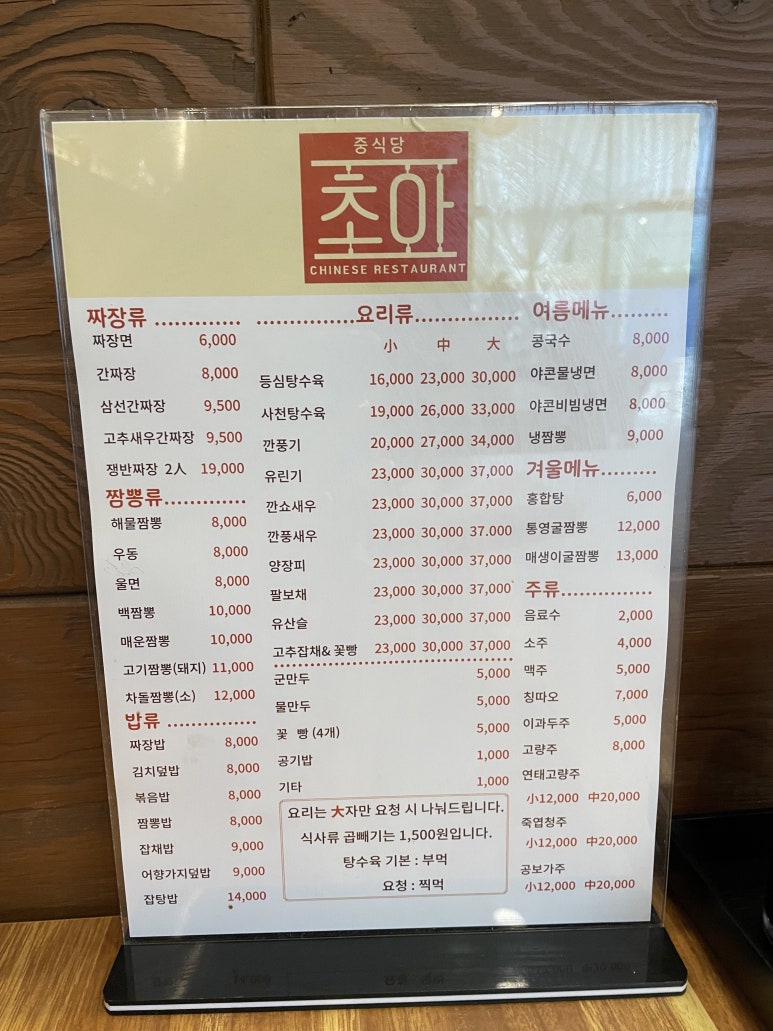 중식당
초아
CHINESE RESTAURANT
짜장류 .............
짜장면 6,000
간짜장 8,000
삼선간짜장 9,500
고추새우간짜장 9,500
쟁반짜장 2人 19,000
짬뽕류.............
해물짬뽕 8,000
우동 8,000
울면 8,000
백짬뽕 10,000
매운짬뽕 10,000
고기짬뽕(돼지) 11,000
차돌짬뽕(소) 12,000
밥류 .............
짜장밥 8,000
김치덮밥 8,000
볶음밥 8,000
짬뽕밥 8,000
잡채밥 9,000
어향가지덮밥 9,000
잡탕밥 14,000
...............요리류...............
小 中 大
등심탕수육 16,000 23,000 30,000
사천탕수육 19,000 26,000 33,000
깐풍기 20,000 27,000 34,000
유린기 23,000 30,000 37,000
깐쇼새우 23,000 30,000 37,000
깐풍새우 23,000 30,000 37.000
양장피 23,000 30,000 37,000
팔보채 23,000 30,000 37,000
유산슬 23,000 30,000 37,000
고추잡채& 꽃빵 23,000 30,000 37,000
군만두 5,000
물만두 5,000
꽃 빵 (4개) 5,000
공기밥 1,000
기타 1,000
요리는 大자만 요청 시 나눠드립니다.
식사류 곱빼기는 1,500원입니다.
탕수육 기본 : 부먹
요청 : 찍먹
여름메뉴.........
콩국수 8,000
야콘물냉면 8,000
야콘비빔냉면 8,000
냉짬뽕 9,000
겨울메뉴.........
홍합탕 6,000
통영굴짬뽕 12,000
매생이굴짬뽕 13,000
주류...............
음료수 2,000
소주 4,000
맥주 5,000
칭따오 7,000
이과두주 5,000
고량주 8,000
연태고량주
小12,000 中20,000
죽엽청주
小12,000 中20,000
공보가주
小12,000 中20,000